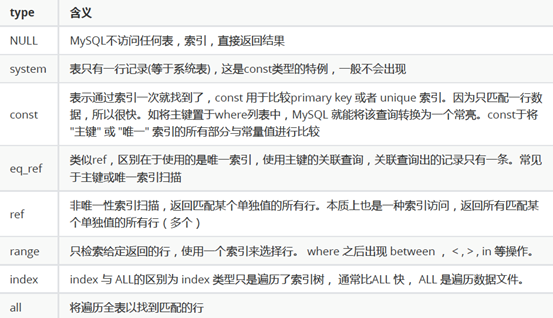 type 含义
NULL MySQL不访问任何表，索引，直接返回结果
system 表只有一行记录(等于系统表)，这是const类型的特例，一般不会出现
const 表示通过索引一次就找到了，const 用于比较primary key 或者 unique 索引。因为只匹配一行数
据，所以很快。如将主键置于where列表中，MySQL 就能将该查询转换为一个常亮。const于将
"主键" 或 "唯一" 索引的所有部分与常量值进行比较
eq_ref 类似ref，区别在于使用的是唯一索引，使用主键的关联查询，关联查询出的记录只有一条。常见
于主键或唯一索引扫描
ref 非唯一性索引扫描，返回匹配某个单独值的所有行。本质上也是一种索引访问，返回所有匹配某
个单独值的所有行（多个）
range 只检索给定返回的行，使用一个索引来选择行。 where 之后出现 between ， < , > , in 等操作。
index index 与 ALL的区别为 index 类型只是遍历了索引树， 通常比ALL 快， ALL 是遍历数据文件。
all 将遍历全表以找到匹配的行